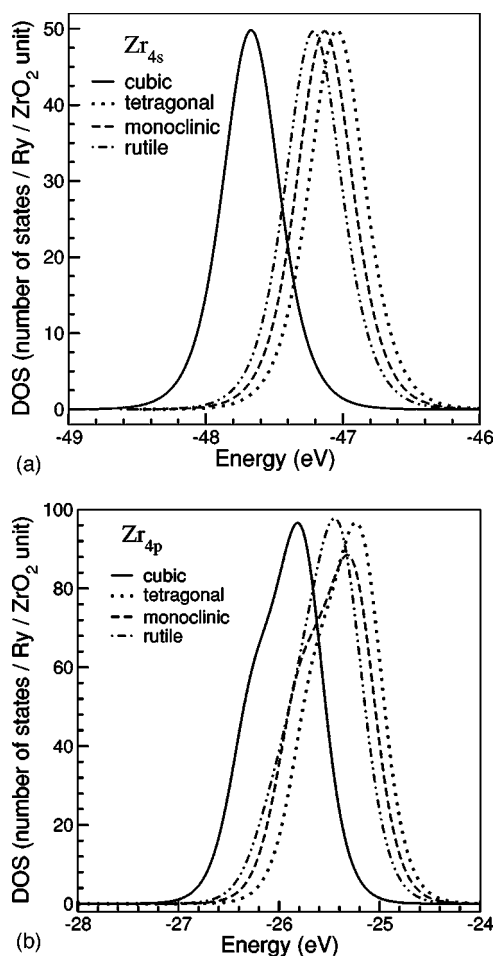 Zr4s
cubic
tetragonal
monoclinic
rutile
DOS (number of states / Ry / ZrO2 unit)
50
40
30
20
10
0
-49
-48
-47
-46
Energy (eV)
(a)
Zr4p
cubic
tetragonal
monoclinic
rutile
DOS (number of states / Ry / ZrO2 unit)
100
80
60
40
20
0
-28
-27
-26
-25
-24
Energy (eV)
(b)